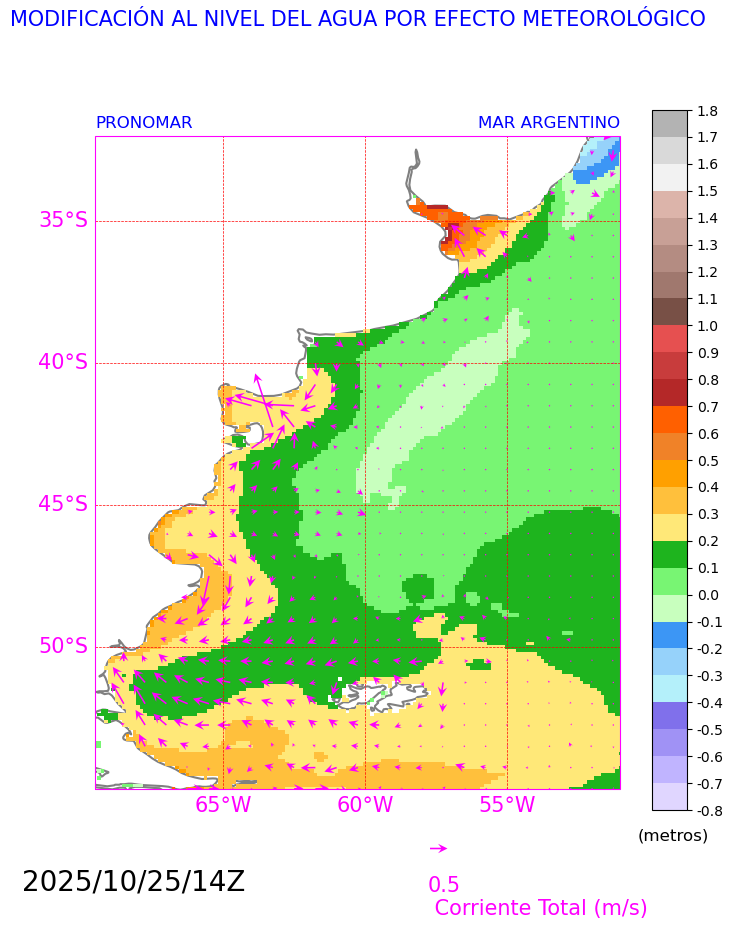 MODIFICACIÓN AL NIVEL DEL AGUA POR EFECTO METEOROLÓGICO
PRONOMAR MAR ARGENTINO
35°S
40°S
45°S
50°S
65°W 60°W 55°W
1.8
1.7
1.6
1.5
1.4
1.3
1.2
1.1
1.0
0.9
0.8
0.7
0.6
0.5
0.4
0.3
0.2
0.1
0.0
-0.1
-0.2
-0.3
-0.4
-0.5
-0.6
-0.7
-0.8
(metros)
2025/10/25/14Z
0.5
Corriente Total (m/s)